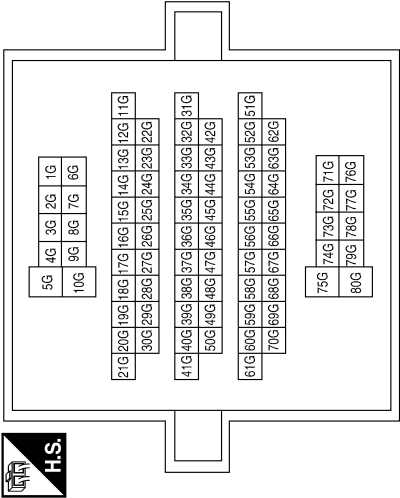 H.S.
5G 4G 3G 2G 1G
10G 9G 8G 7G 6G
21G 20G 19G 18G 17G 16G 15G 14G 13G 12G 11G
30G 29G 28G 27G 26G 25G 24G 23G 22G
41G 40G 39G 38G 37G 36G 35G 34G 33G 32G 31G
50G 49G 48G 47G 46G 45G 44G 43G 42G
61G 60G 59G 58G 57G 56G 55G 54G 53G 52G 51G
70G 69G 68G 67G 66G 65G 64G 63G 62G
75G 74G 73G 72G 71G
80G 79G 78G 77G 76G